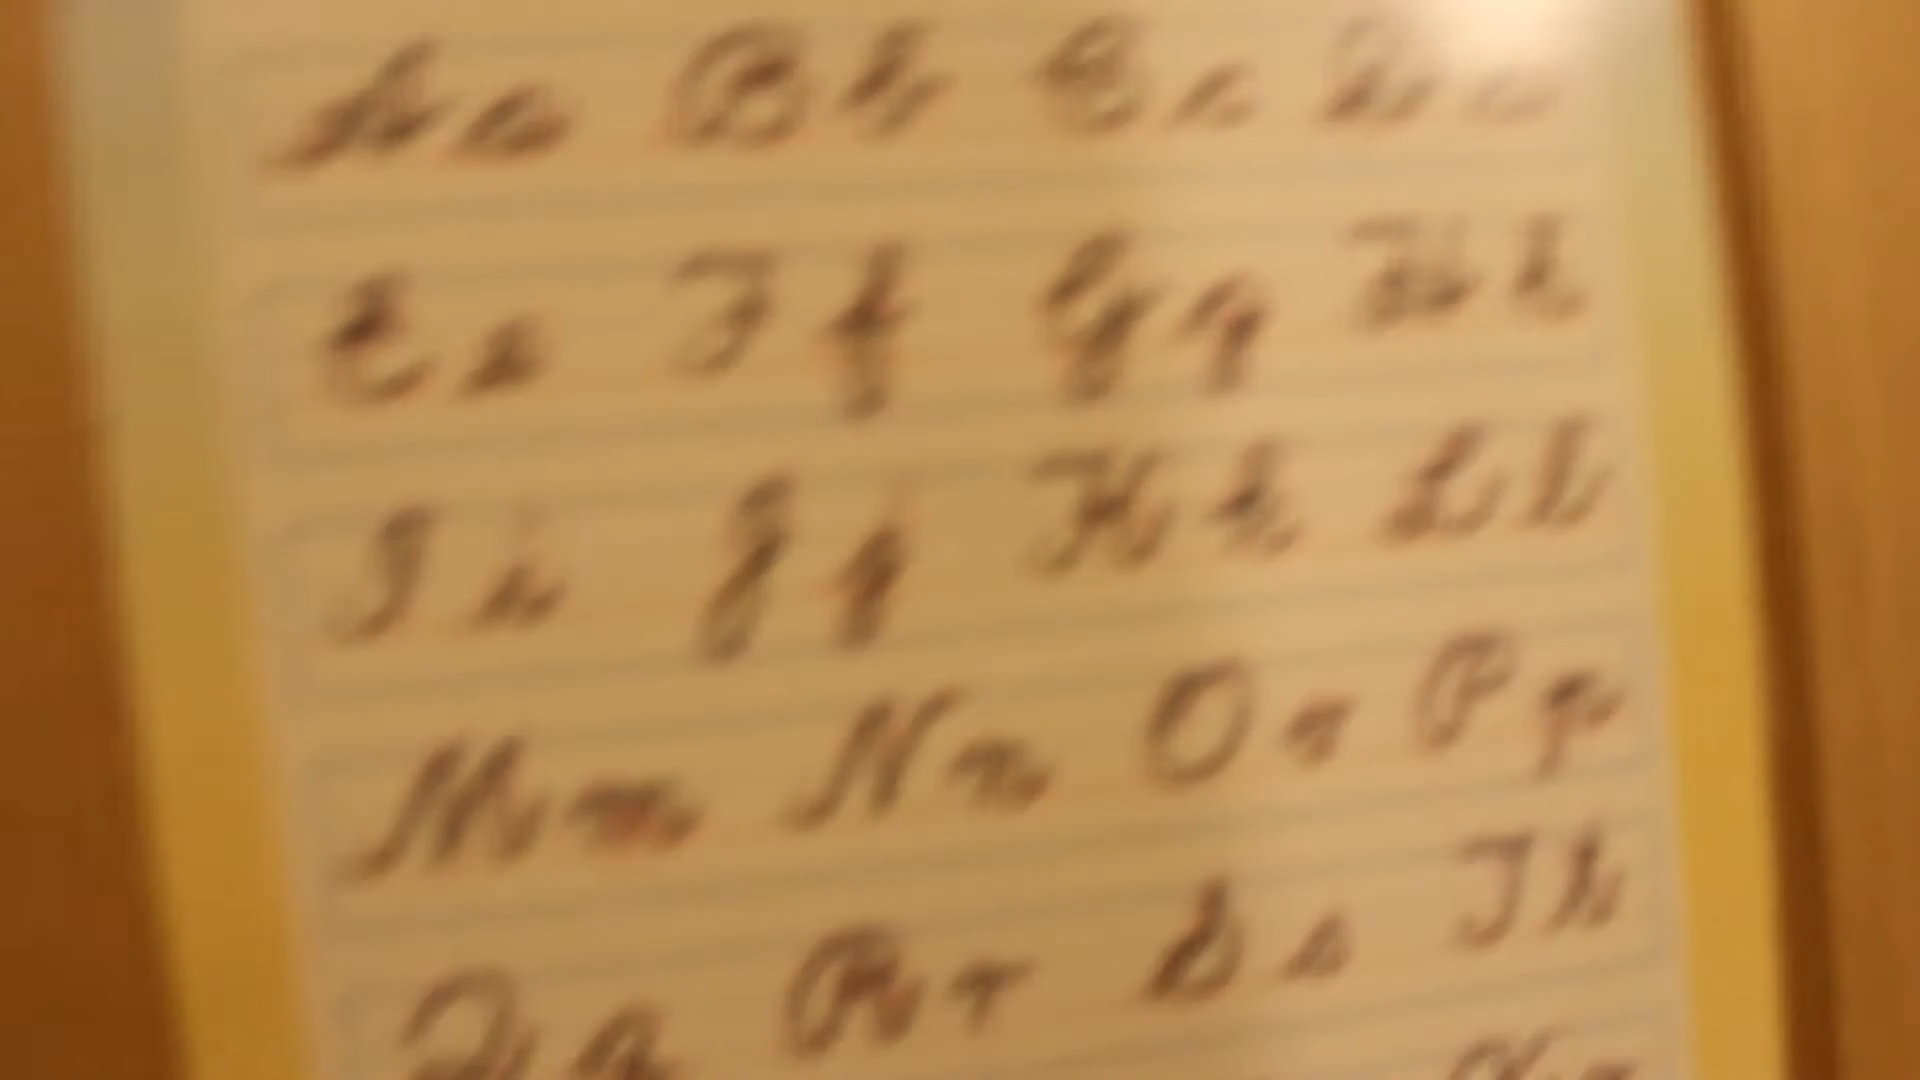 Aa Bb Cc Dd
Ee Ff Gg Hh
Ii Jj Kk Ll
Mm Nn Oo Pp
Qq Rr Ss Tt